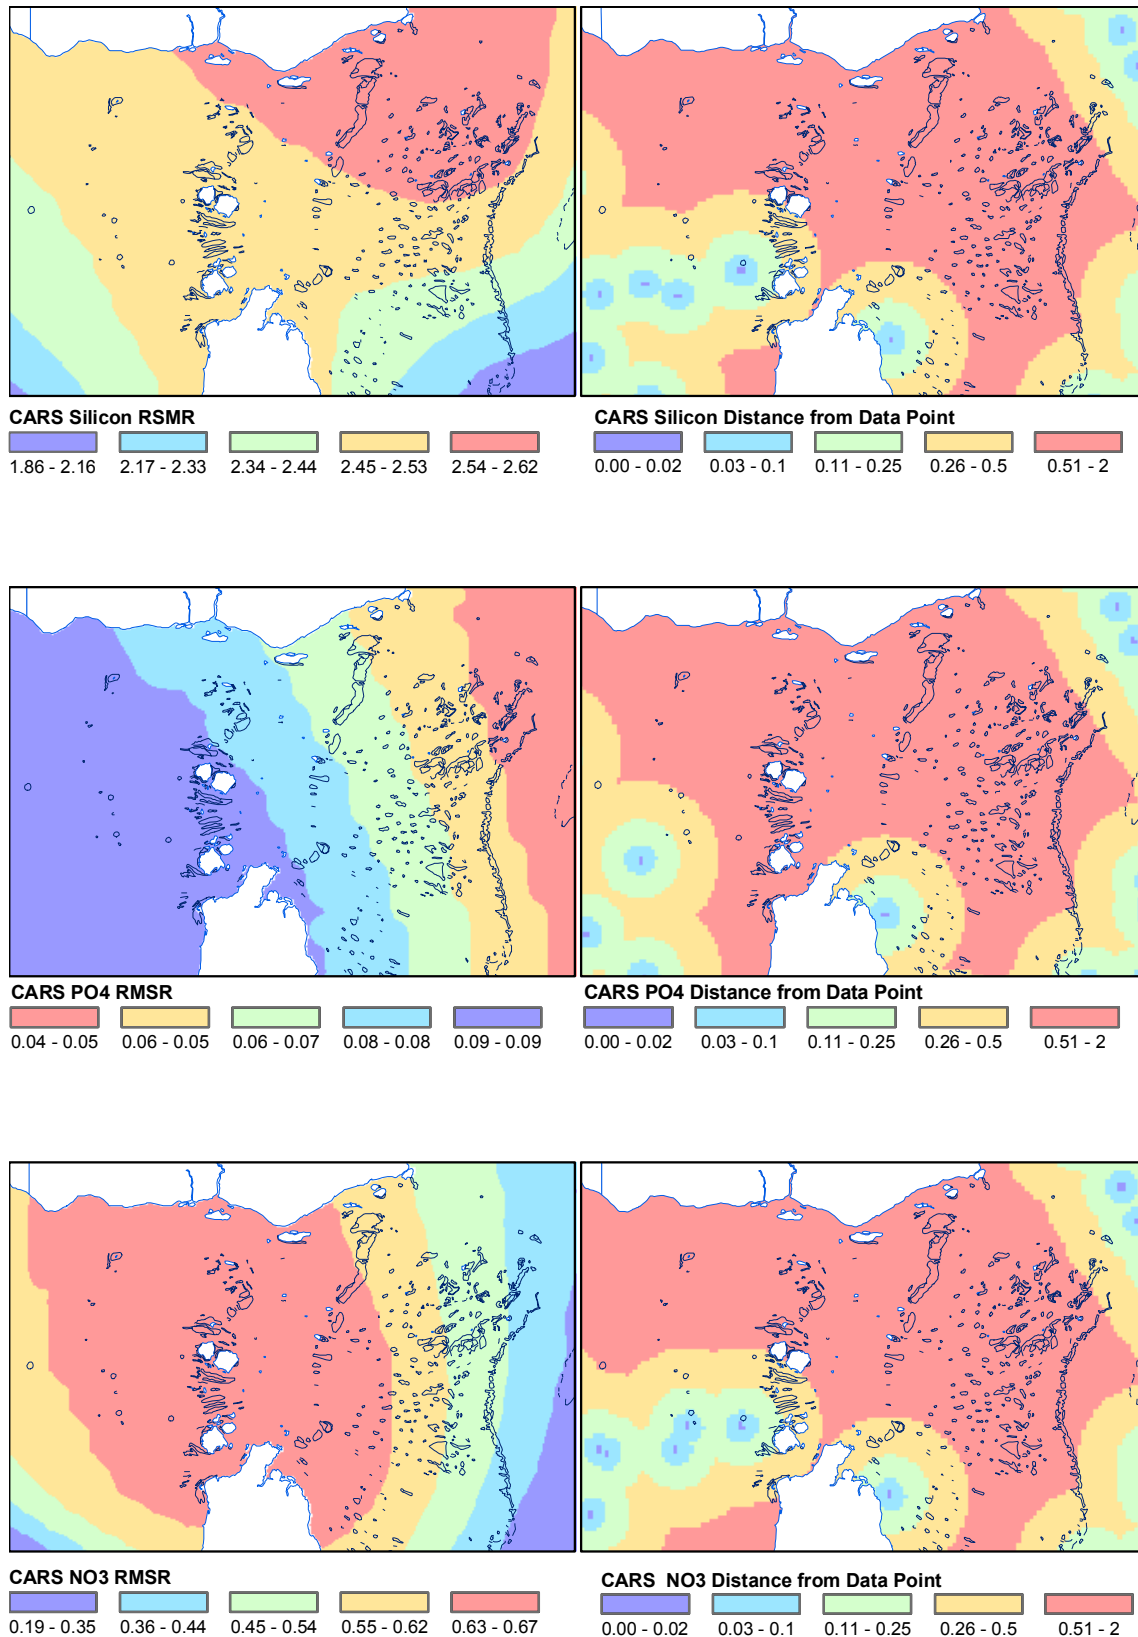 CARS Silicon RSMR
1.86 - 2.16 2.17 - 2.33 2.34 - 2.44 2.45 - 2.53 2.54 - 2.62
CARS Silicon Distance from Data Point
0.00 - 0.02 0.03 - 0.1 0.11 - 0.25 0.26 - 0.5 0.51 - 2
CARS PO4 RMSR
0.04 - 0.05 0.06 - 0.05 0.06 - 0.07 0.08 - 0.08 0.09 - 0.09
CARS PO4 Distance from Data Point
0.00 - 0.02 0.03 - 0.1 0.11 - 0.25 0.26 - 0.5 0.51 - 2
CARS NO3 RMSR
0.19 - 0.35 0.36 - 0.44 0.45 - 0.54 0.55 - 0.62 0.63 - 0.67
CARS NO3 Distance from Data Point
0.00 - 0.02 0.03 - 0.1 0.11 - 0.25 0.26 - 0.5 0.51 - 2